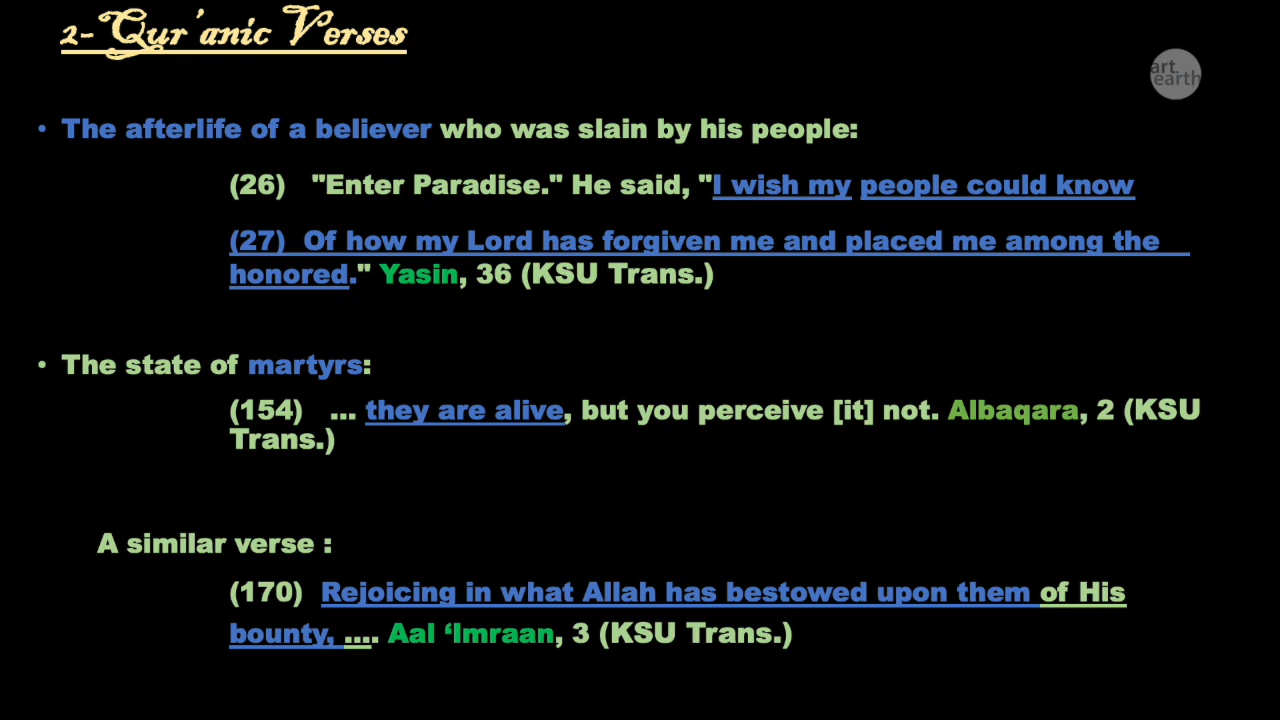 2-Qur'anic Verses
art
earth
• The afterlife of a believer who was slain by his people:
(26) "Enter Paradise." He said, "I wish my people could know
(27) Of how my Lord has forgiven me and placed me among the
honored." Yasin, 36 (KSU Trans.)
• The state of martyrs:
(154) ... they are alive, but you perceive [it] not. Albaqara, 2 (KSU
Trans.)
A similar verse :
(170) Rejoicing in what Allah has bestowed upon them of His
bounty, .... Aal ‘Imraan, 3 (KSU Trans.)